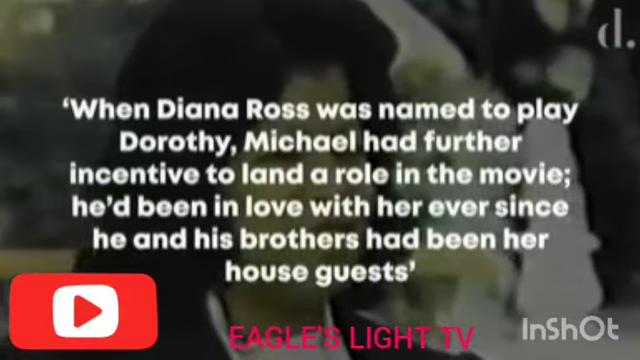 d.
‘When Diana Ross was named to play
Dorothy, Michael had further
incentive to land a role in the movie;
he’d been in love with her ever since
he and his brothers had been her
house guests’
EAGLE'S LIGHT TV
InShOt